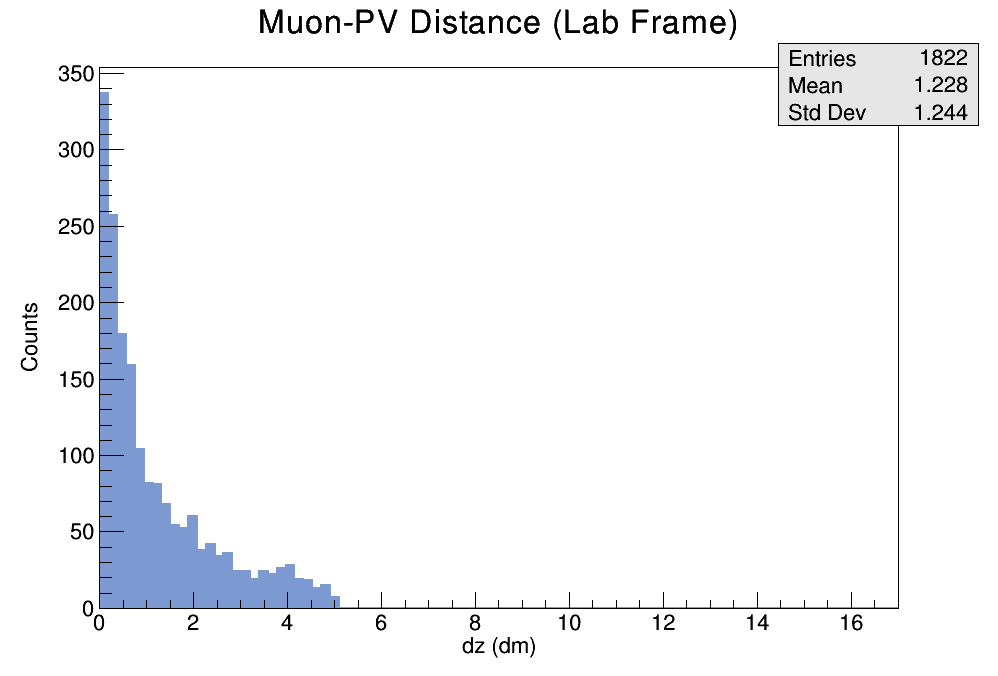 Muon-PV Distance (Lab Frame)
Entries 1822
Mean 1.228
Std Dev 1.244
350
300
250
200
150
100
50
0
Counts
0 2 4 6 8 10 12 14 16
dz (dm)